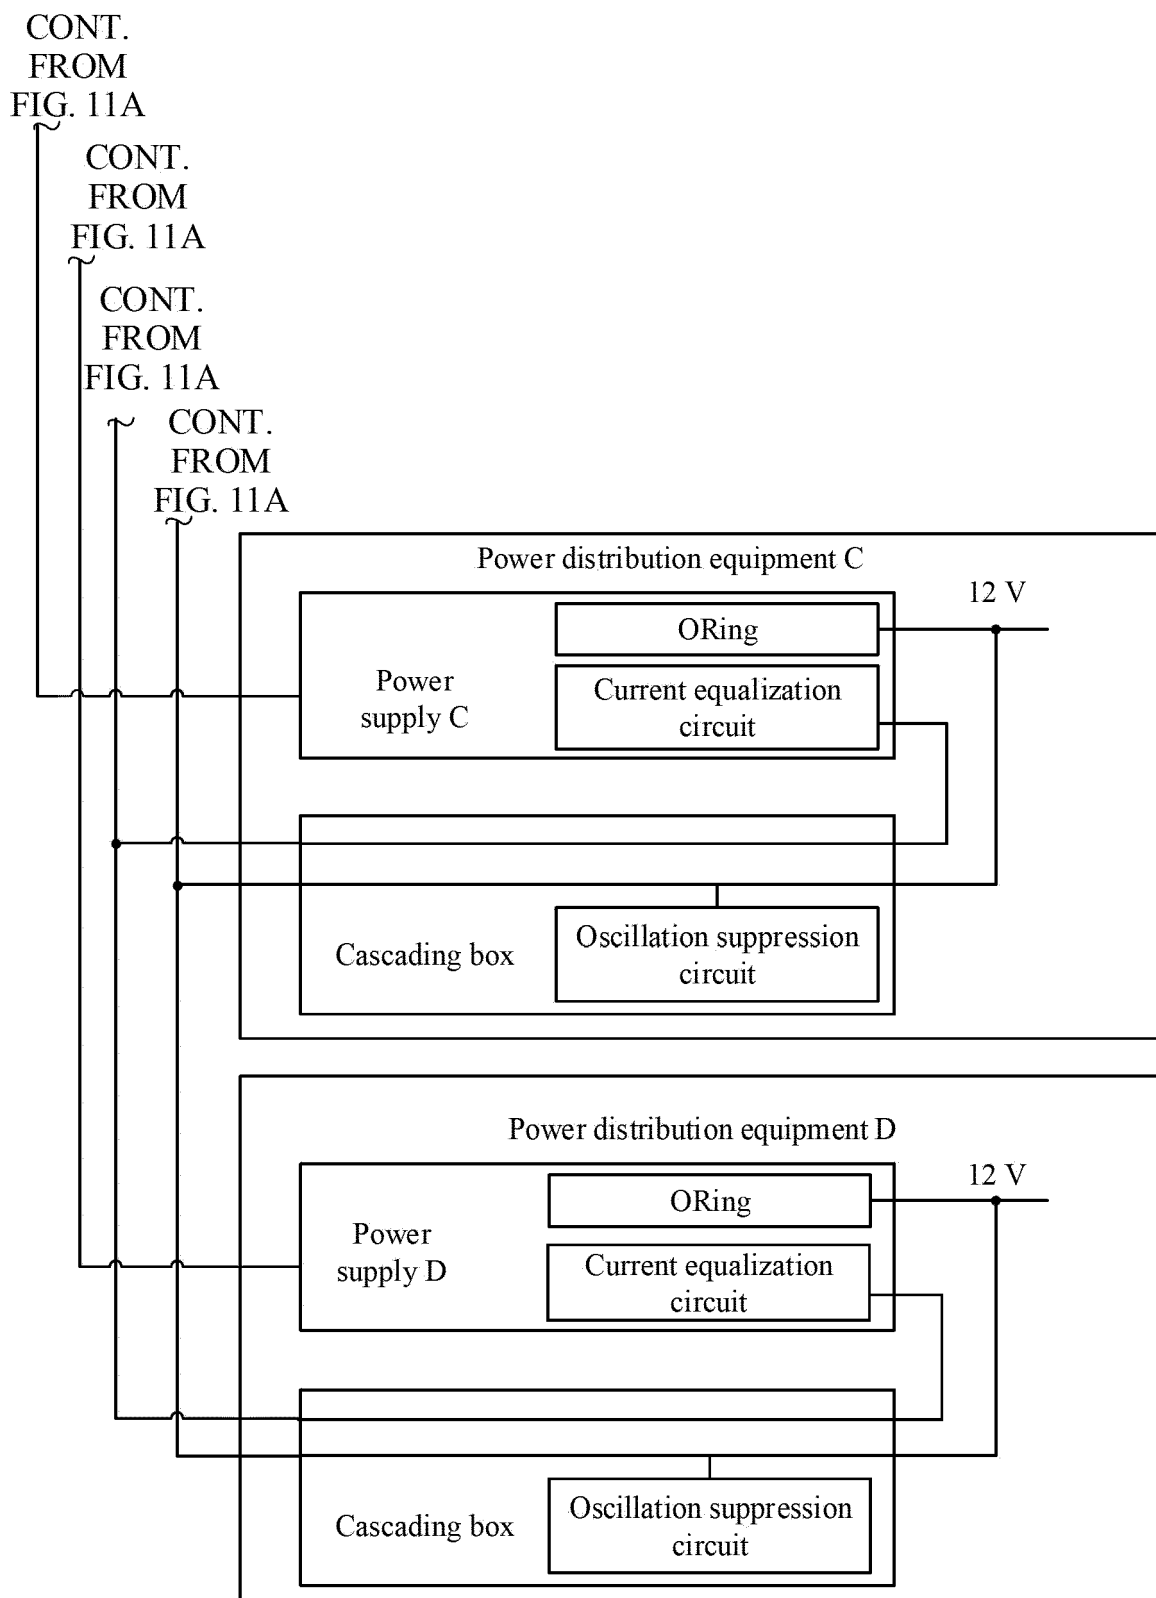 CONT.
FROM
FIG. 11A
CONT.
FROM
FIG. 11A
CONT.
FROM
FIG. 11A
CONT.
FROM
FIG. 11A
Power distribution equipment C
12 V
ORing
Power
supply C
Current equalization
circuit
Cascading box
Oscillation suppression
circuit
Power distribution equipment D
12 V
ORing
Power
supply D
Current equalization
circuit
Cascading box
Oscillation suppression
circuit